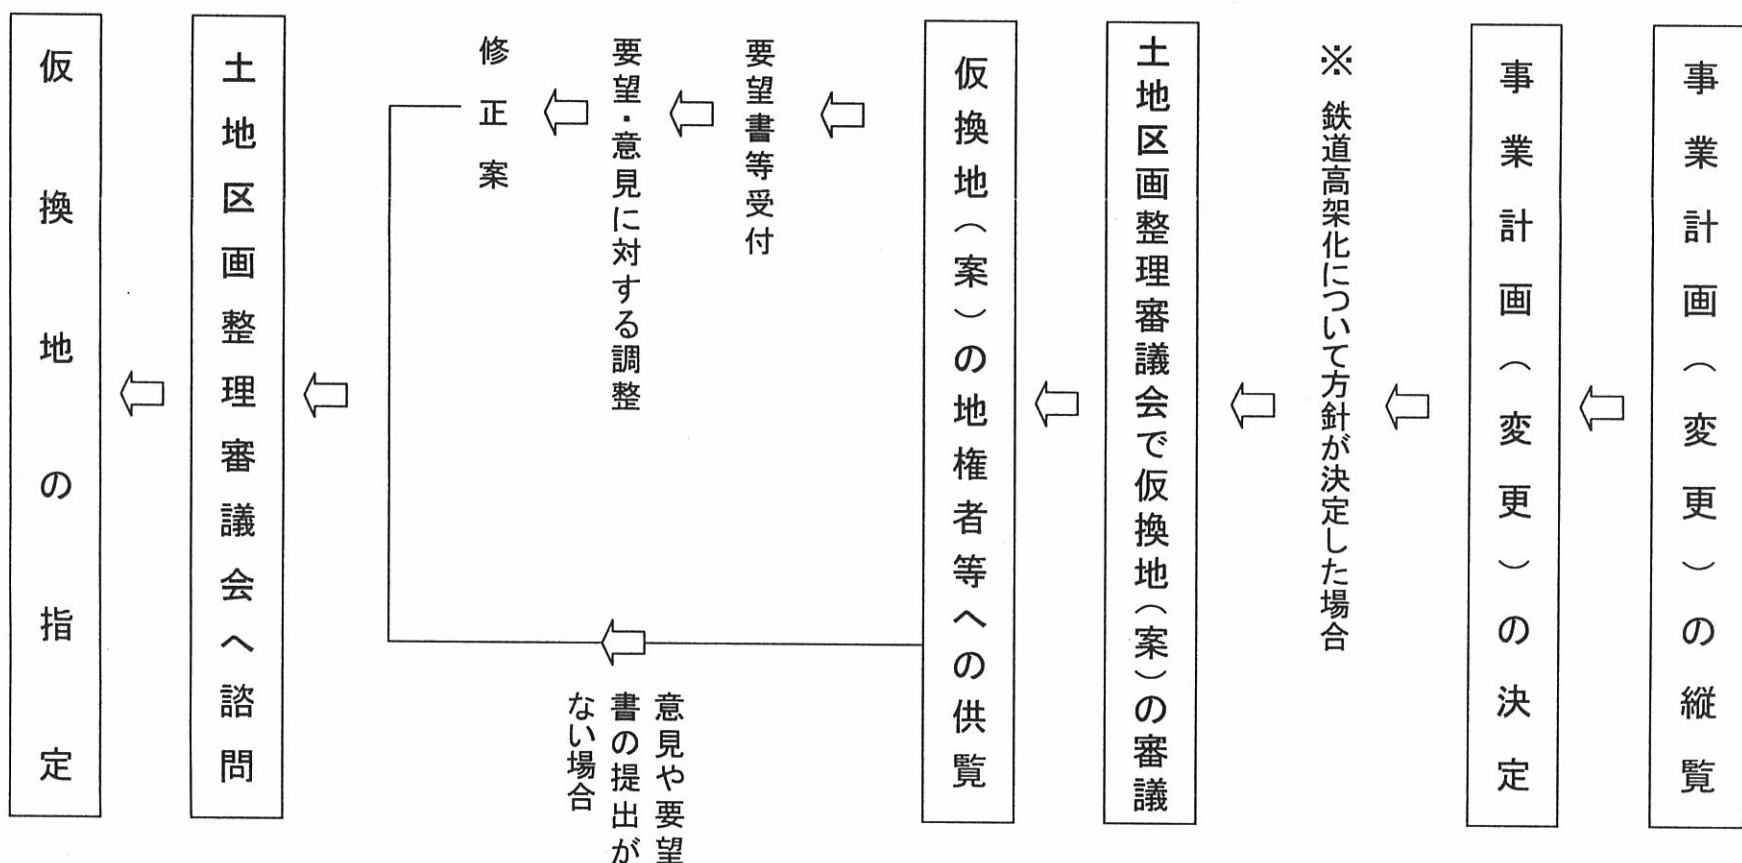 事業計画（変更）の縦覧
事業計画（変更）の決定
※ 鉄道高架化について方針が決定した場合
土地区画整理審議会で仮換地（案）の審議
仮換地（案）の地権者等への供覧
要望書等受付
要望・意見に対する調整
修正案
意見や要望
書の提出が
ない場合
土地区画整理審議会へ諮問
仮換地の指定